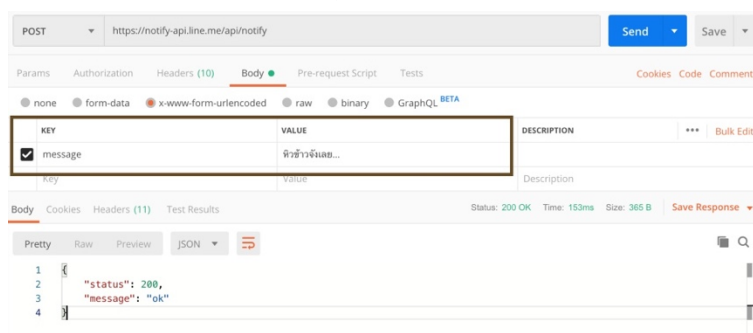 POST https://notify-api.line.me/api/notify Send Save
Params Authorization Headers (10) Body Pre-request Script Tests Cookies Code Comment
none form-data x-www-form-urlencoded raw binary GraphQL BETA
KEY VALUE DESCRIPTION ••• Bulk Edit
message หิวข้าวจังเลย...
Key Value Description
Body Cookies Headers (11) Test Results Status: 200 OK Time: 153ms Size: 365 B Save Response
Pretty Raw Preview JSON
1 {
2 "status": 200,
3 "message": "ok"
4 }